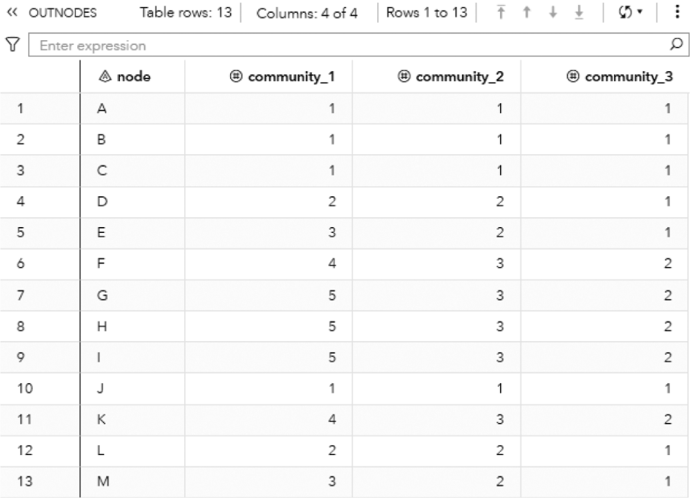 OUTNODES Table rows: 13 Columns: 4 of 4 Rows 1 to 13
Enter expression
node community_1 community_2 community_3
1 A 1 1 1
2 B 1 1 1
3 C 1 1 1
4 D 2 2 1
5 E 3 2 1
6 F 4 3 2
7 G 5 3 2
8 H 5 3 2
9 I 5 3 2
10 J 1 1 1
11 K 4 3 2
12 L 2 2 1
13 M 3 2 1